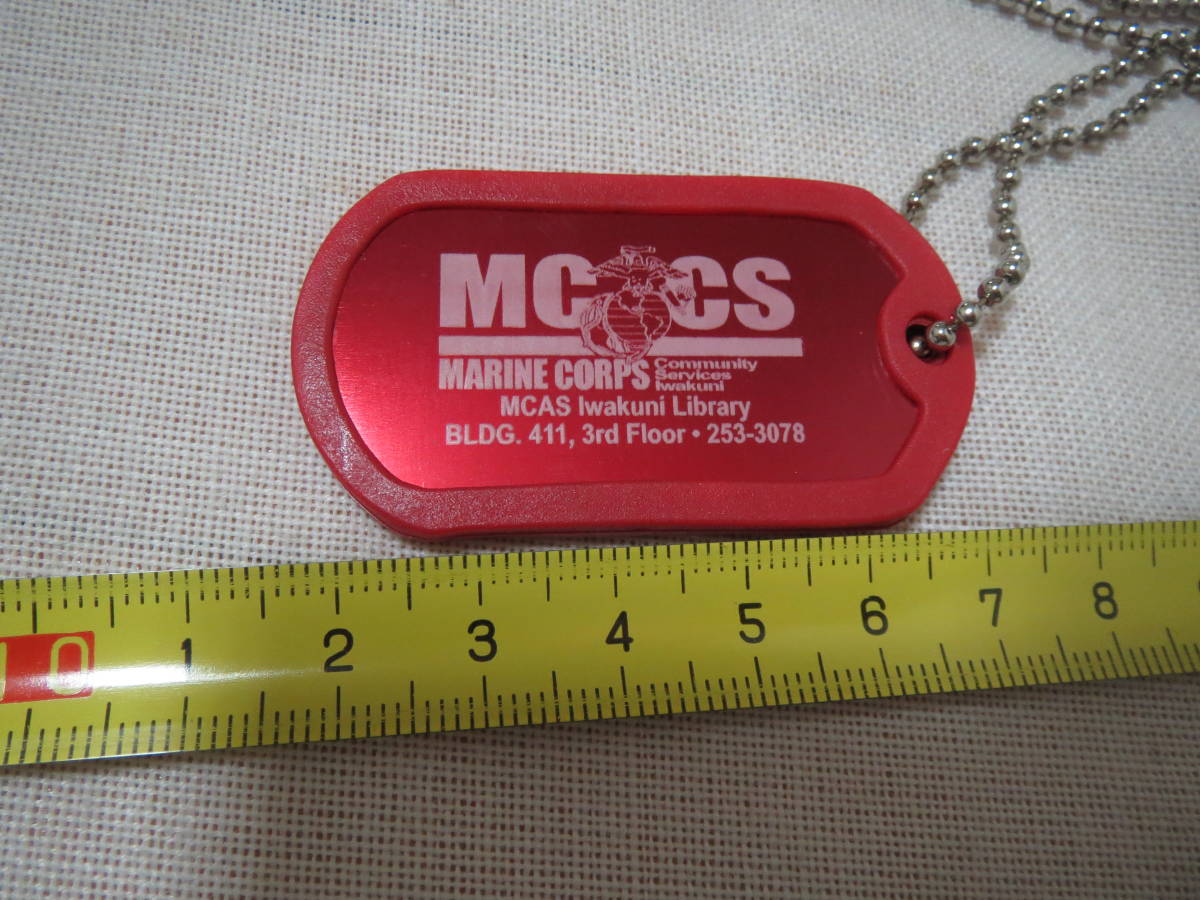 MCCS
MARINE CORPS Community
Services
Iwakuni
MCAS Iwakuni Library
BLDG. 411, 3rd Floor • 253-3078
10 1 2 3 4 5 6 7 8